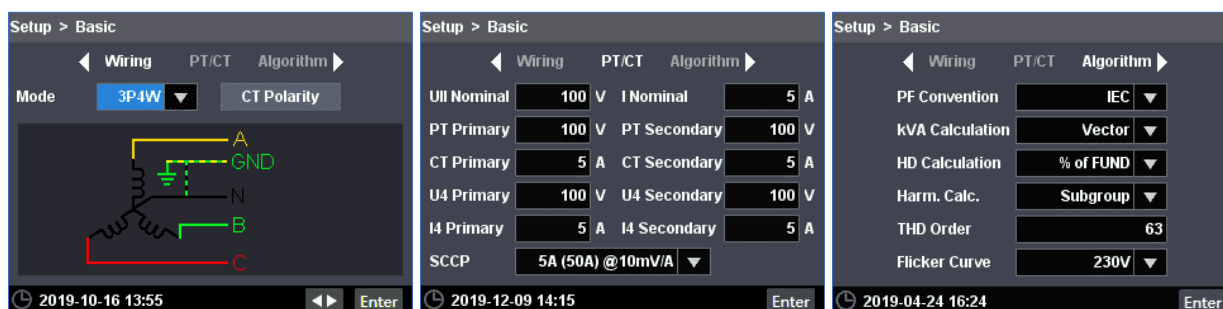 Setup > Basic
Wiring PT/CT Algorithm
Mode 3P4W CT Polarity
A
GND
N
B
C
2019-10-16 13:55 Enter
Setup > Basic
Wiring PT/CT Algorithm
Ull Nominal 100 V I Nominal 5 A
PT Primary 100 V PT Secondary 100 V
CT Primary 5 A CT Secondary 5 A
U4 Primary 100 V U4 Secondary 100 V
I4 Primary 5 A I4 Secondary 5 A
SCCP 5A (50A) @10mV/A
2019-12-09 14:15 Enter
Setup > Basic
Wiring PT/CT Algorithm
PF Convention IEC
kVA Calculation Vector
HD Calculation % of FUND
Harm. Calc. Subgroup
THD Order 63
Flicker Curve 230V
2019-04-24 16:24 Enter